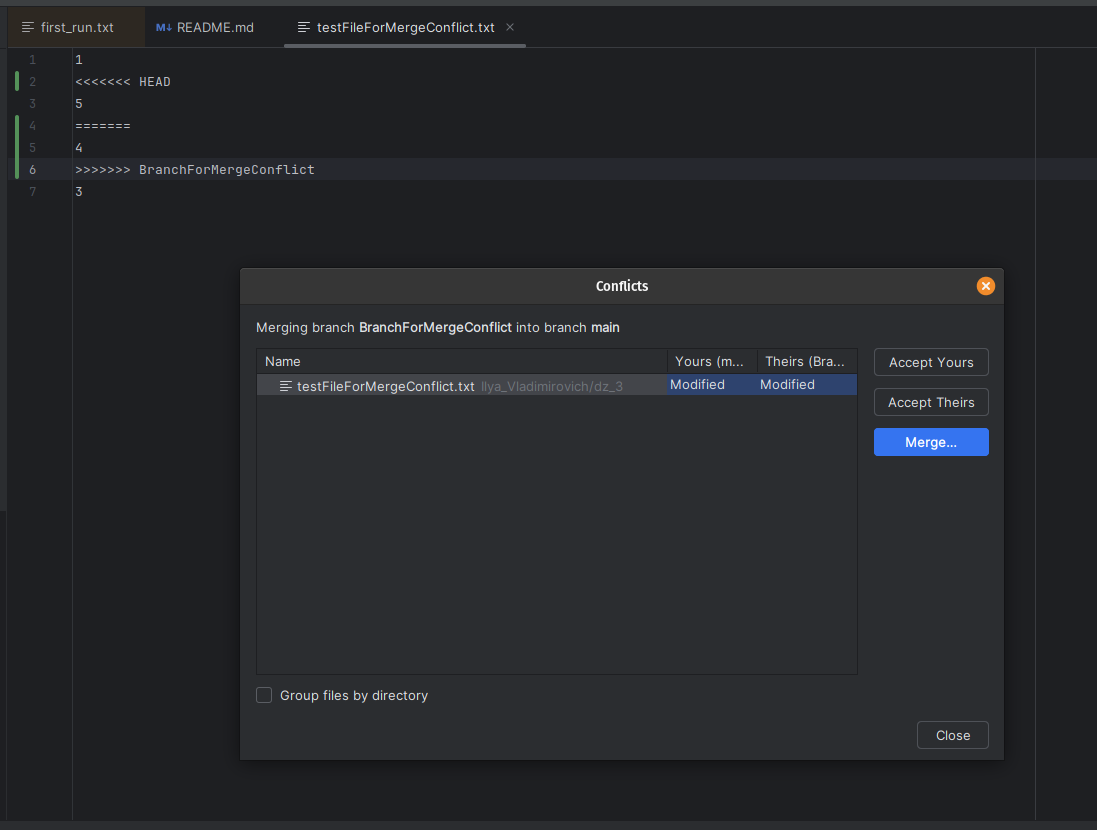 first_run.txt M↓ README.md testFileForMergeConflict.txt
1 1
2 <<<<<<< HEAD
3 5
4 =======
5 4
6 >>>>>>> BranchForMergeConflict
7 3
Conflicts
Merging branch BranchForMergeConflict into branch main
Name Yours (m... Theirs (Bra...
testFileForMergeConflict.txt Ilya_Vladimirovich/dz_3 Modified Modified
Accept Yours
Accept Theirs
Merge...
Group files by directory
Close